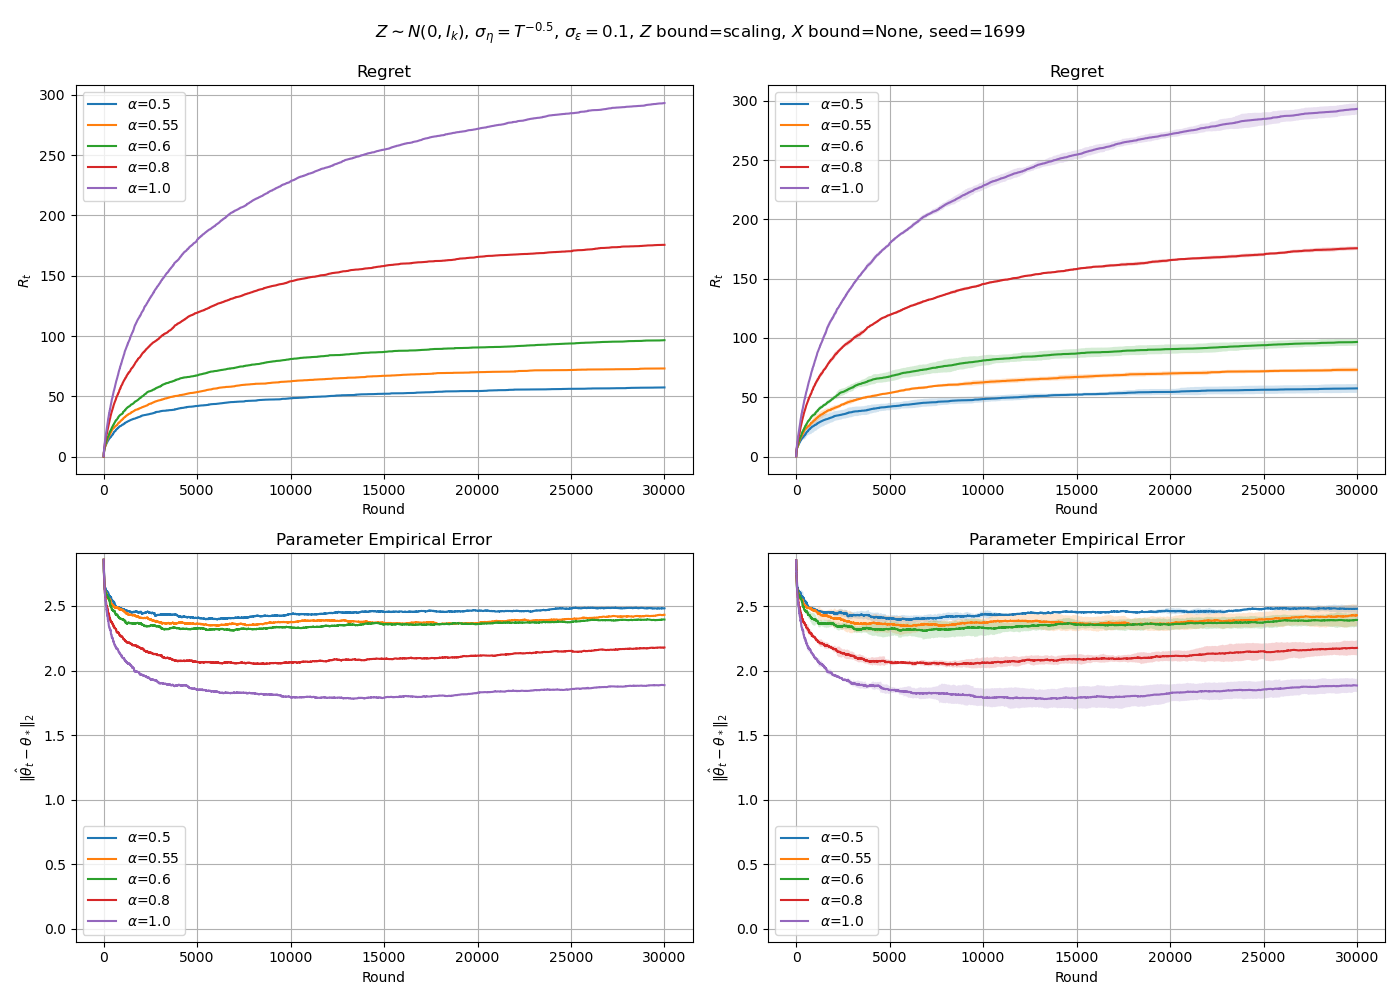 Z ∼ N(0, I_k), σ_η = T^{−0.5}, σ_ε = 0.1, Z bound=scaling, X bound=None, seed=1699
Regret
300
250
200
150
100
50
0
R_t
α=0.5
α=0.55
α=0.6
α=0.8
α=1.0
0 5000 10000 15000 20000 25000 30000
Round
Regret
300
250
200
150
100
50
0
R_t
α=0.5
α=0.55
α=0.6
α=0.8
α=1.0
0 5000 10000 15000 20000 25000 30000
Round
Parameter Empirical Error
2.5
2.0
1.5
1.0
0.5
0.0
‖θ̂_t − θ_*‖_2
α=0.5
α=0.55
α=0.6
α=0.8
α=1.0
0 5000 10000 15000 20000 25000 30000
Round
Parameter Empirical Error
2.5
2.0
1.5
1.0
0.5
0.0
‖θ̂_t − θ_*‖_2
α=0.5
α=0.55
α=0.6
α=0.8
α=1.0
0 5000 10000 15000 20000 25000 30000
Round